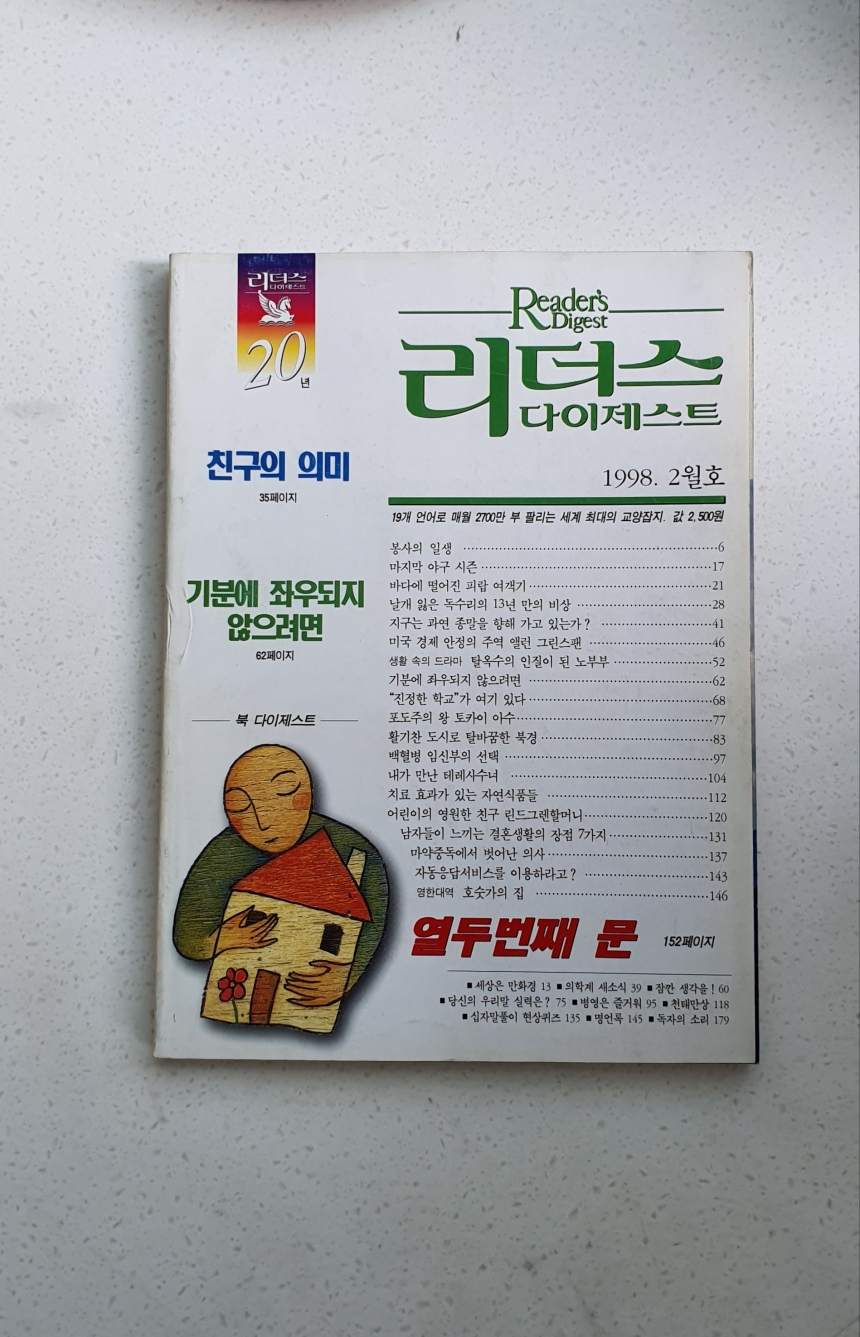 리더스
다이제스트
20년
Reader's
Digest
리더스
다이제스트
1998. 2월호
19개 언어로 매월 2700만 부 팔리는 세계 최대의 교양잡지. 값 2,500원
친구의 의미
35페이지
기분에 좌우되지
않으려면
62페이지
북 다이제스트
봉사의 일생 6
마지막 야구 시즌 17
바다에 떨어진 피랍 여객기 21
날개 잃은 독수리의 13년 만의 비상 28
지구는 과연 종말을 향해 가고 있는가? 41
미국 경제 안정의 주역 앨런 그린스팬 46
생활 속의 드라마 탈옥수의 인질이 된 노부부 52
기분에 좌우되지 않으려면 62
“진정한 학교”가 여기 있다 68
포도주의 왕 토카이 아수 77
활기찬 도시로 탈바꿈한 북경 83
백혈병 임신부의 선택 97
내가 만난 테레사수녀 104
치료 효과가 있는 자연식품들 112
어린이의 영원한 친구 린드그렌할머니 120
남자들이 느끼는 결혼생활의 장점 7가지 131
마약중독에서 벗어난 의사 137
자동응답서비스를 이용하라고? 143
영한대역 호숫가의 집 146
열두번째 문 152페이지
■ 세상은 만화경 13 ■ 의학계 새소식 39 ■ 잠깐 생각을! 60
■ 당신의 우리말 실력은? 75 ■ 병영은 즐거워 95 ■ 천태만상 118
■ 십자말풀이 현상퀴즈 135 ■ 명언록 145 ■ 독자의 소리 179